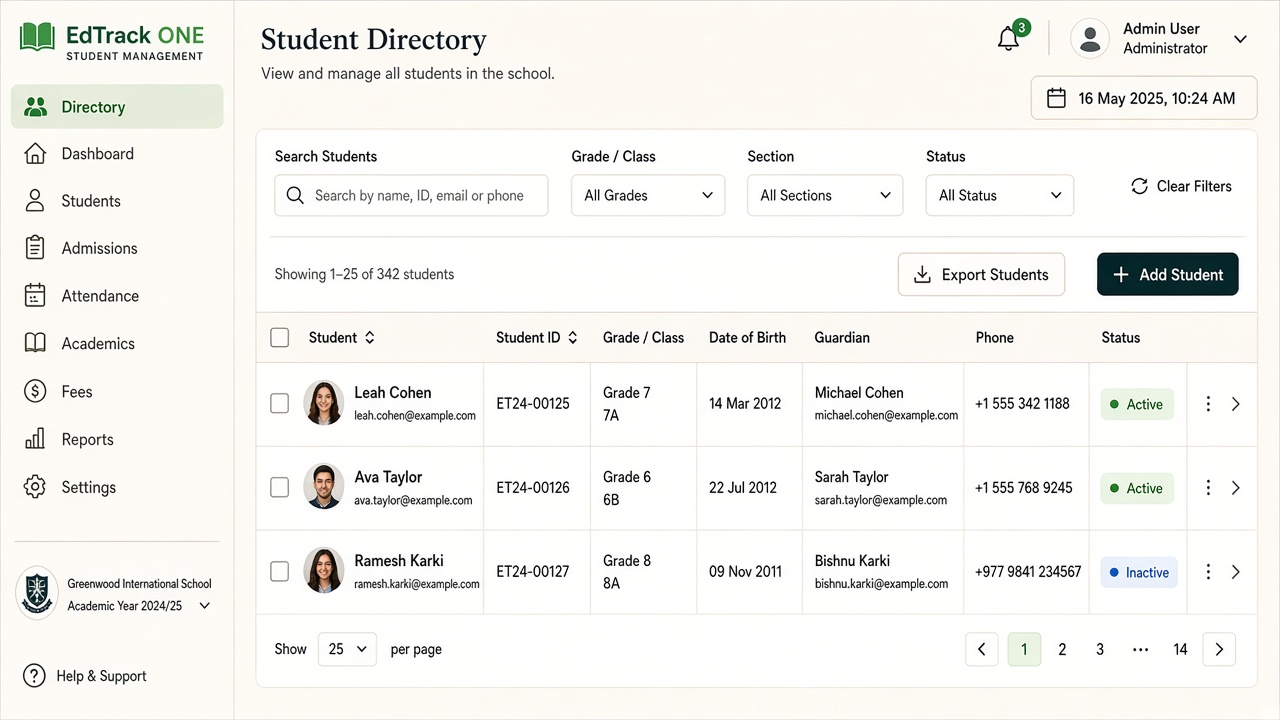 EdTrack ONE
STUDENT MANAGEMENT
Directory
Dashboard
Students
Admissions
Attendance
Academics
Fees
Reports
Settings
Greenwood International School
Academic Year 2024/25
Help & Support
Student Directory
View and manage all students in the school.
3
Admin User
Administrator
16 May 2025, 10:24 AM
Search Students
Grade / Class
Section
Status
Search by name, ID, email or phone
All Grades
All Sections
All Status
Clear Filters
Showing 1–25 of 342 students
Export Students
Add Student
Student
Student ID
Grade / Class
Date of Birth
Guardian
Phone
Status
Leah Cohen
leah.cohen@example.com
ET24-00125
Grade 7
7A
14 Mar 2012
Michael Cohen
michael.cohen@example.com
+1 555 342 1188
Active
Ava Taylor
ava.taylor@example.com
ET24-00126
Grade 6
6B
22 Jul 2012
Sarah Taylor
sarah.taylor@example.com
+1 555 768 9245
Active
Ramesh Karki
ramesh.karki@example.com
ET24-00127
Grade 8
8A
09 Nov 2011
Bishnu Karki
bishnu.karki@example.com
+977 9841 234567
Inactive
Show
25
per page
1
2
3
···
14